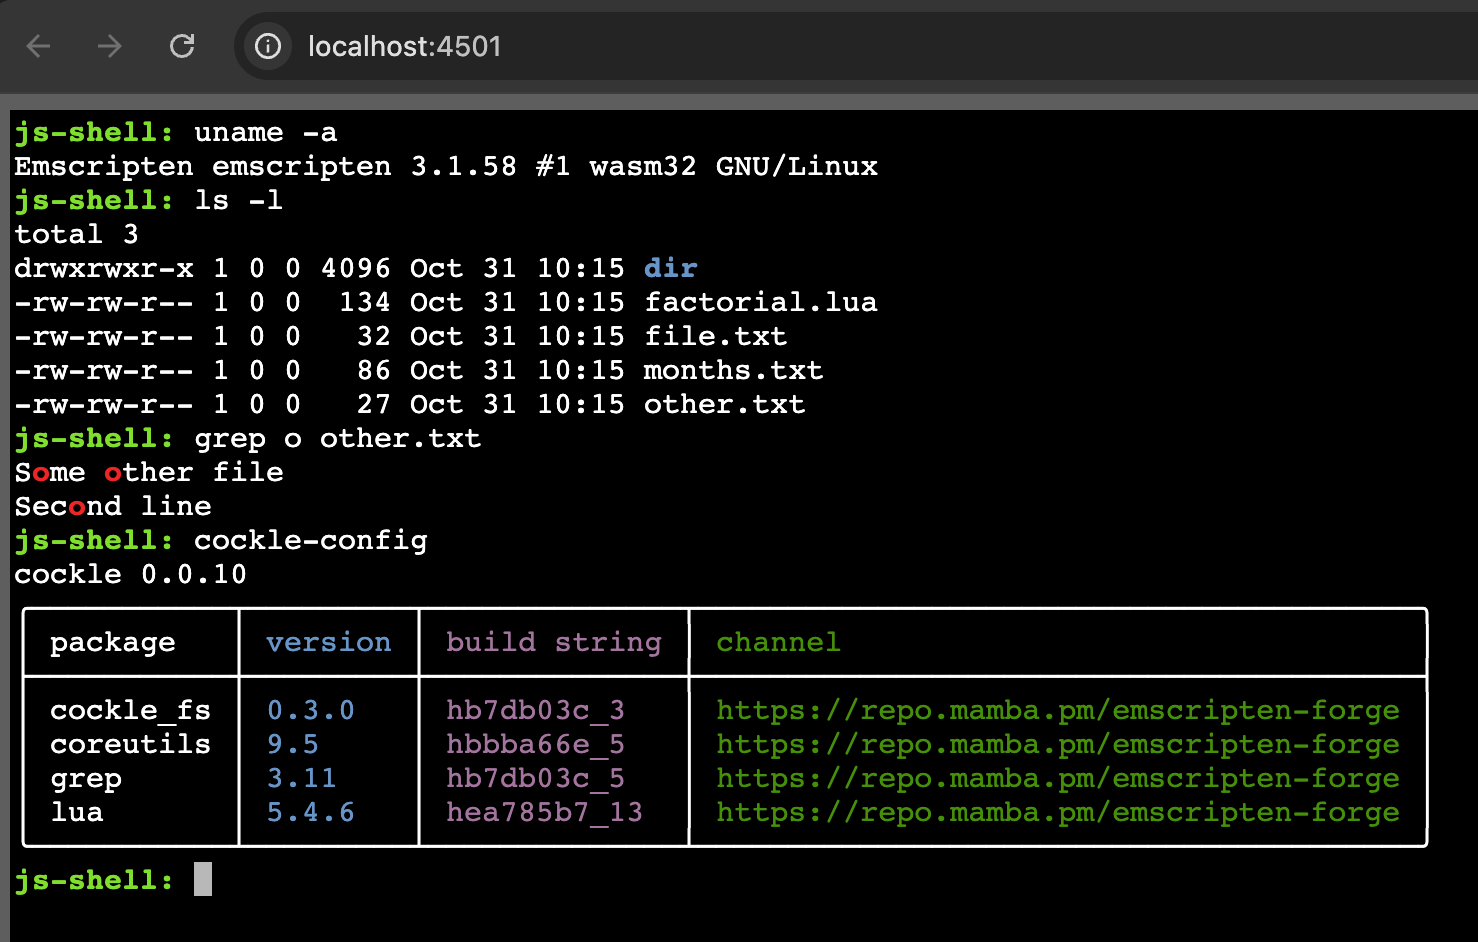 localhost:4501
js-shell: uname -a
Emscripten emscripten 3.1.58 #1 wasm32 GNU/Linux
js-shell: ls -l
total 3
drwxrwxr-x 1 0 0 4096 Oct 31 10:15 dir
-rw-rw-r-- 1 0 0  134 Oct 31 10:15 factorial.lua
-rw-rw-r-- 1 0 0   32 Oct 31 10:15 file.txt
-rw-rw-r-- 1 0 0   86 Oct 31 10:15 months.txt
-rw-rw-r-- 1 0 0   27 Oct 31 10:15 other.txt
js-shell: grep o other.txt
Some other file
Second line
js-shell: cockle-config
cockle 0.0.10
package version build string channel
cockle_fs 0.3.0 hb7db03c_3 https://repo.mamba.pm/emscripten-forge
coreutils 9.5 hbbba66e_5 https://repo.mamba.pm/emscripten-forge
grep 3.11 hb7db03c_5 https://repo.mamba.pm/emscripten-forge
lua 5.4.6 hea785b7_13 https://repo.mamba.pm/emscripten-forge
js-shell: